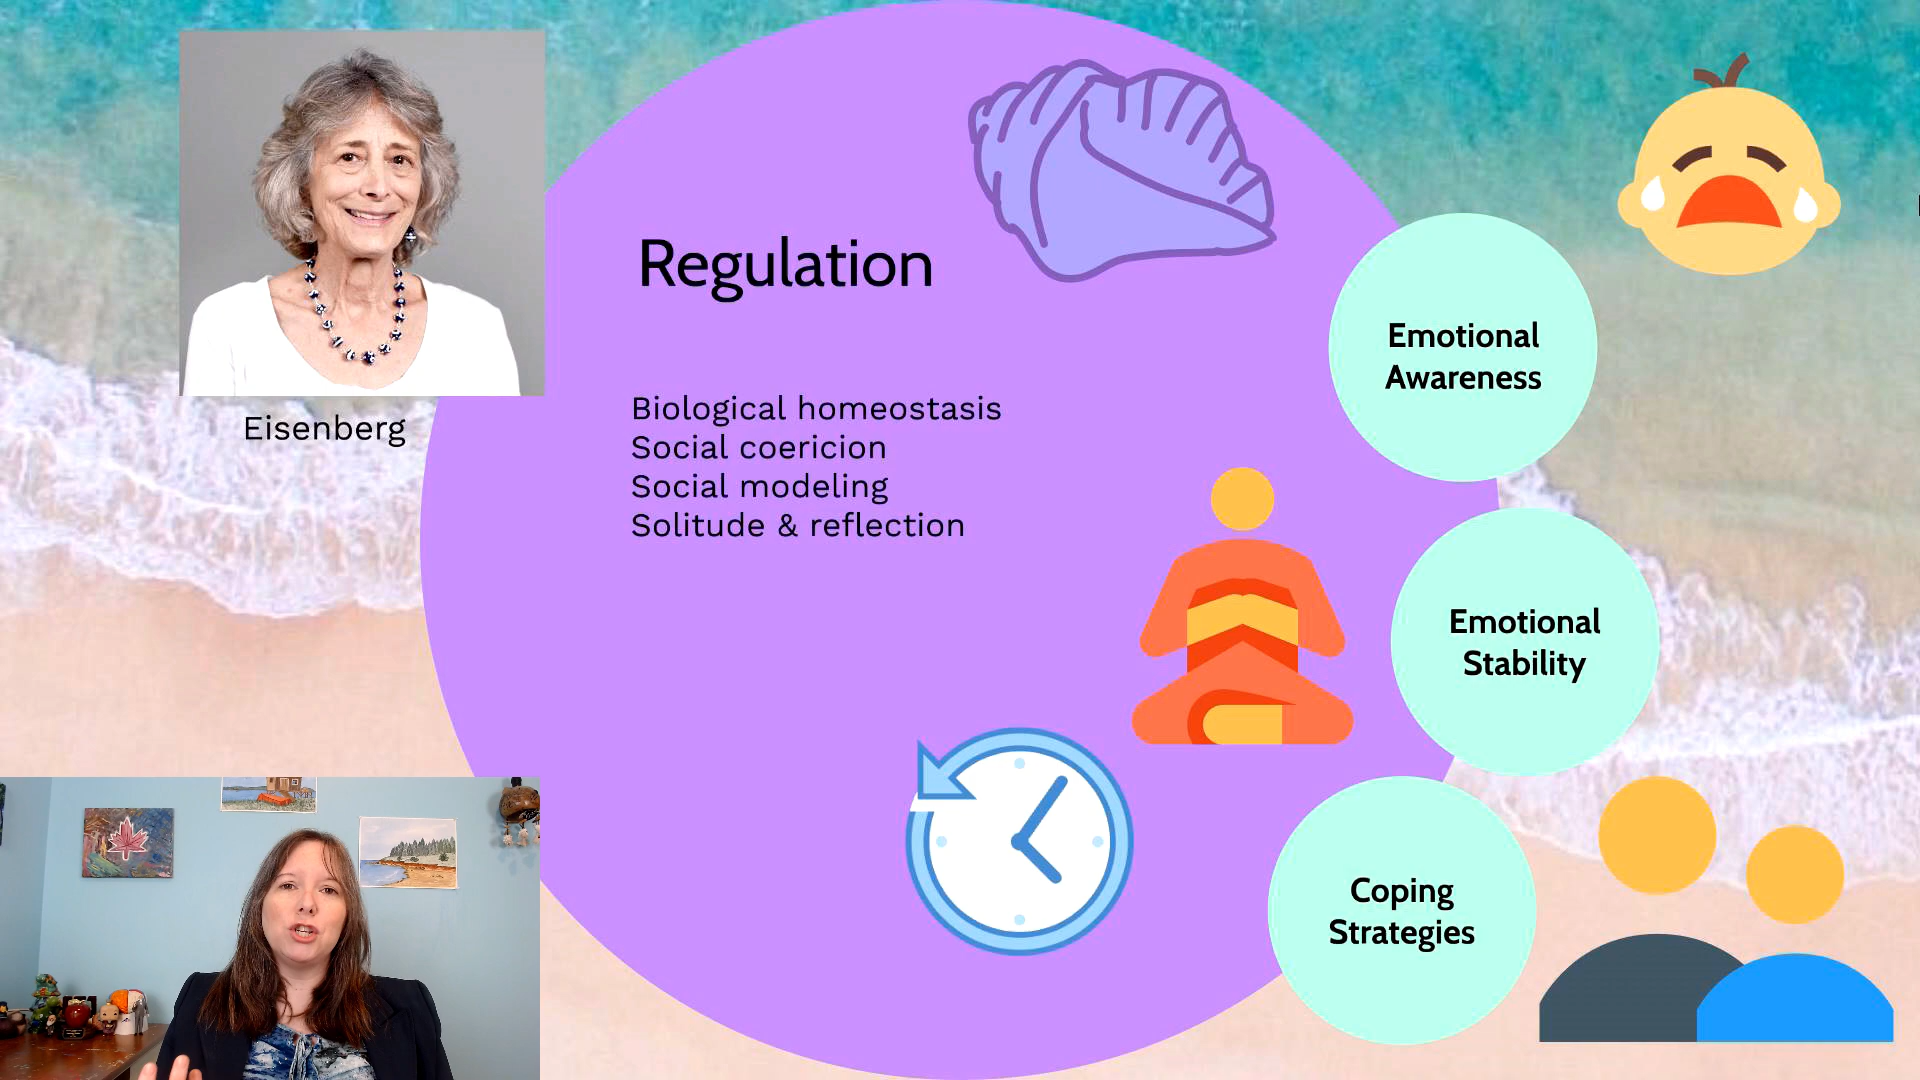 Eisenberg
Regulation
Biological homeostasis
Social coericion
Social modeling
Solitude & reflection
Emotional
Awareness
Emotional
Stability
Coping
Strategies